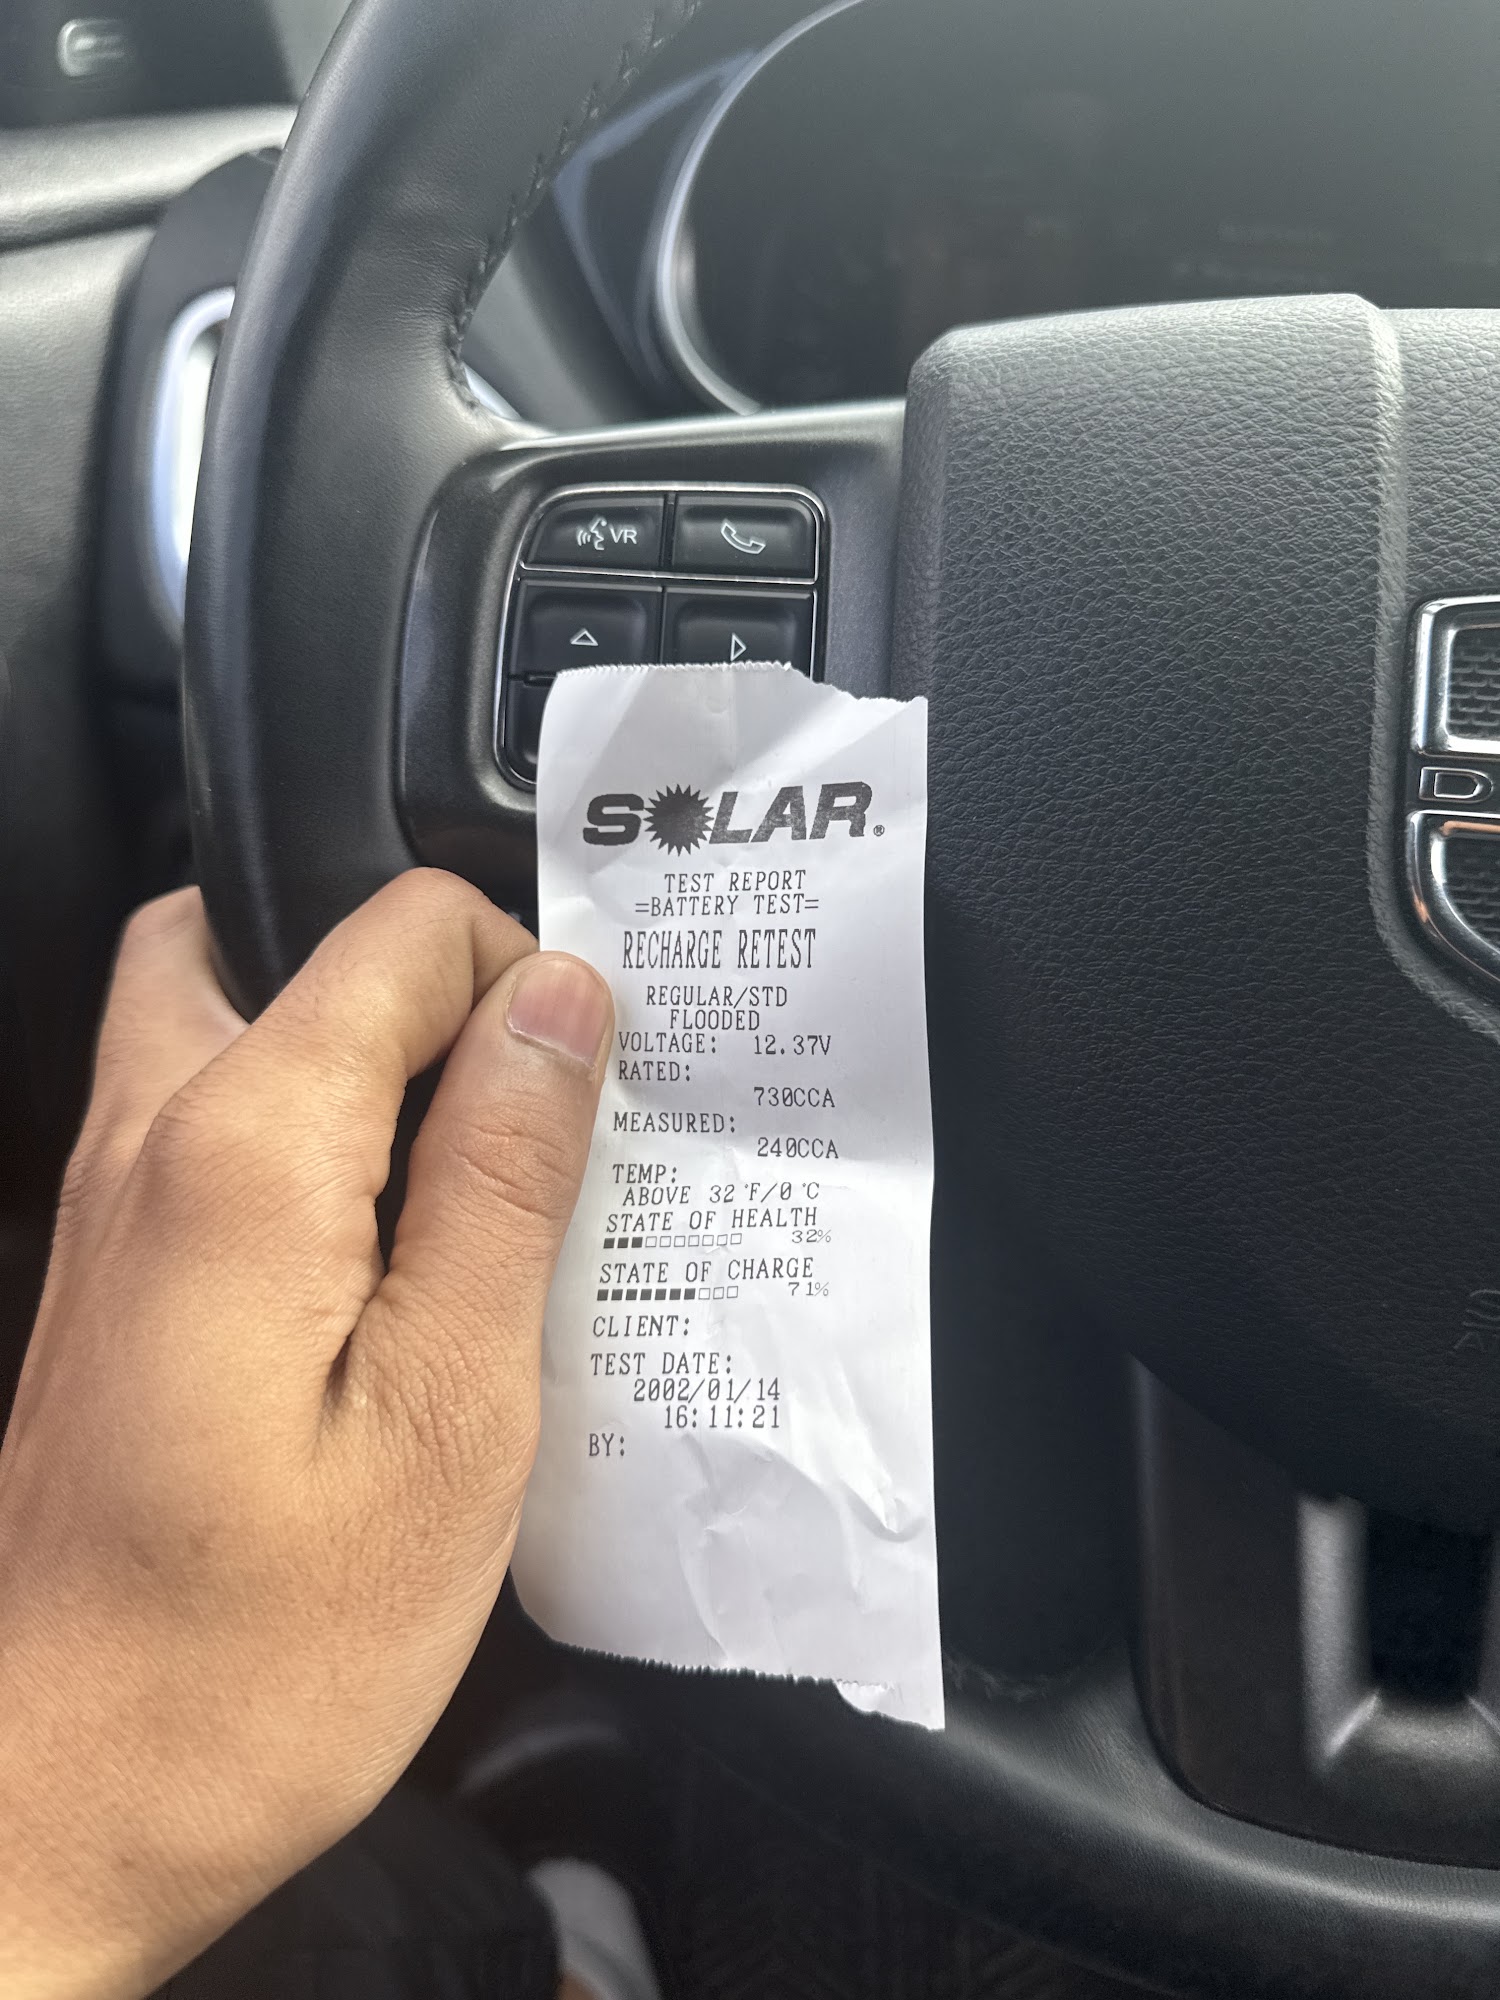 VR
D
SOLAR®
TEST REPORT
=BATTERY TEST=
RECHARGE RETEST
REGULAR/STD
FLOODED
VOLTAGE: 12.37V
RATED:
730CCA
MEASURED:
240CCA
TEMP:
ABOVE 32°F/0°C
STATE OF HEALTH
32%
STATE OF CHARGE
71%
CLIENT:
TEST DATE:
2002/01/14
16:11:21
BY: